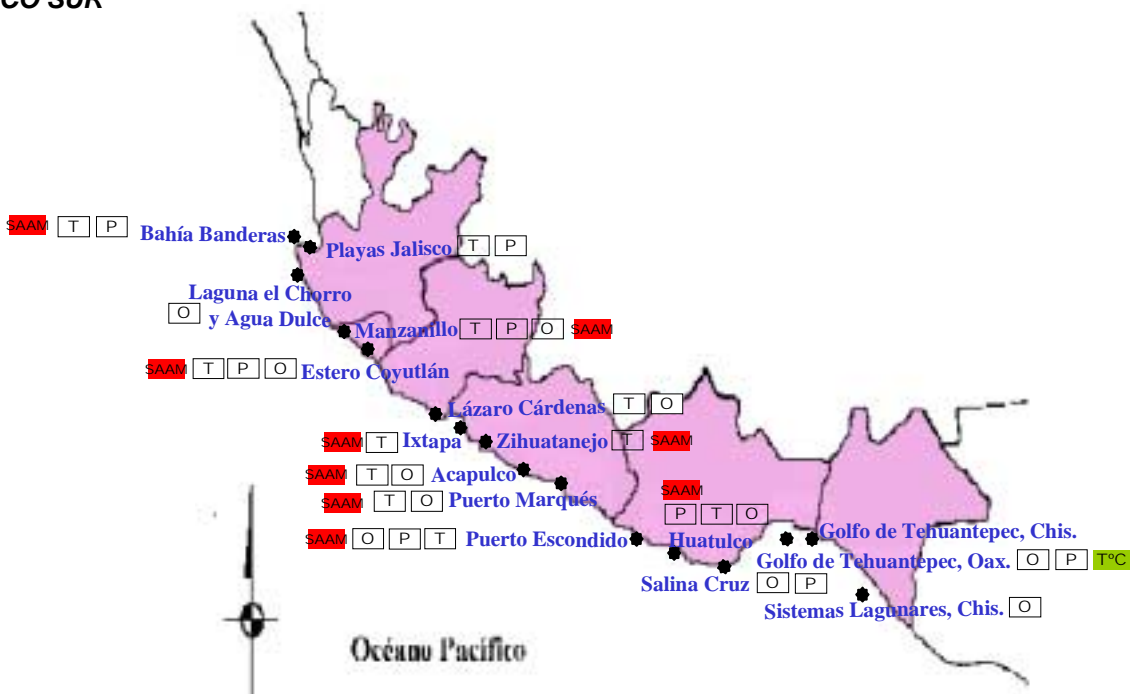 CO SUR
SAAM T P Bahía Banderas
Playas Jalisco T P
Laguna el Chorro
O y Agua Dulce
Manzanillo T P O SAAM
SAAM T P O Estero Coyutlán
Lázaro Cárdenas T O
SAAM T Ixtapa
Zihuatanejo T SAAM
SAAM T O Acapulco
SAAM T O Puerto Marqués
SAAM
P T O
Huatulco
SAAM O P T Puerto Escondido
Golfo de Tehuantepec, Chis.
Golfo de Tehuantepec, Oax. O P TºC
Salina Cruz O P
Sistemas Lagunares, Chis. O
Océano Pacífico